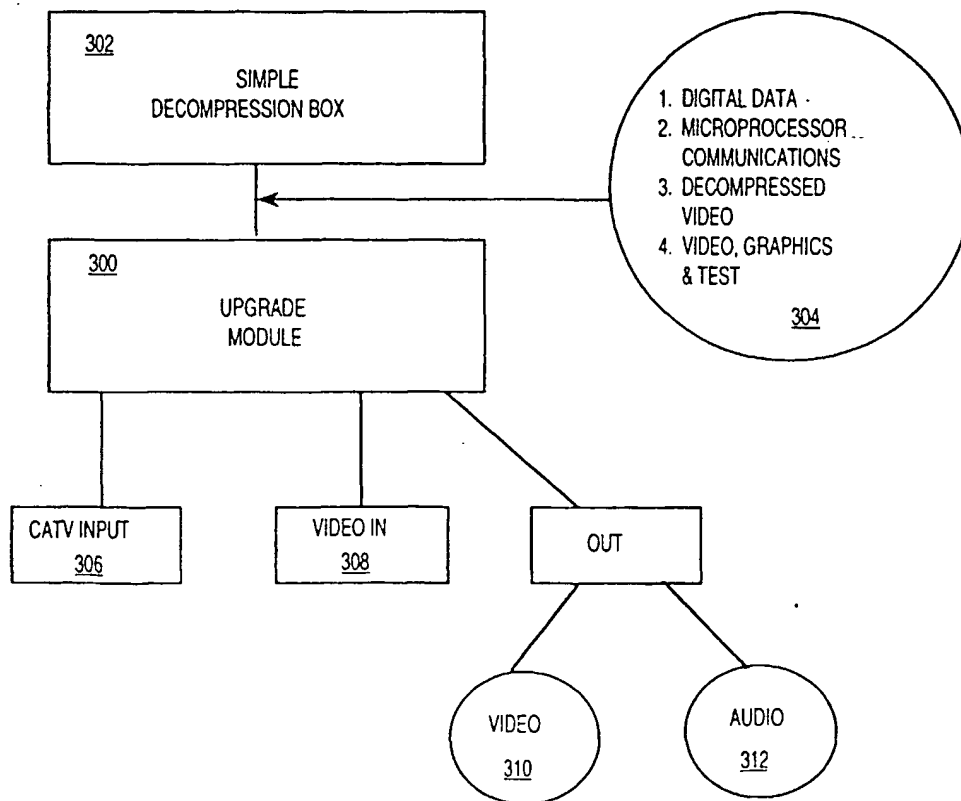 302
SIMPLE
DECOMPRESSION BOX
1. DIGITAL DATA
2. MICROPROCESSOR
COMMUNICATIONS
3. DECOMPRESSED
VIDEO
4. VIDEO, GRAPHICS
& TEST
304
300
UPGRADE
MODULE
CATV INPUT
306
VIDEO IN
308
OUT
VIDEO
310
AUDIO
312